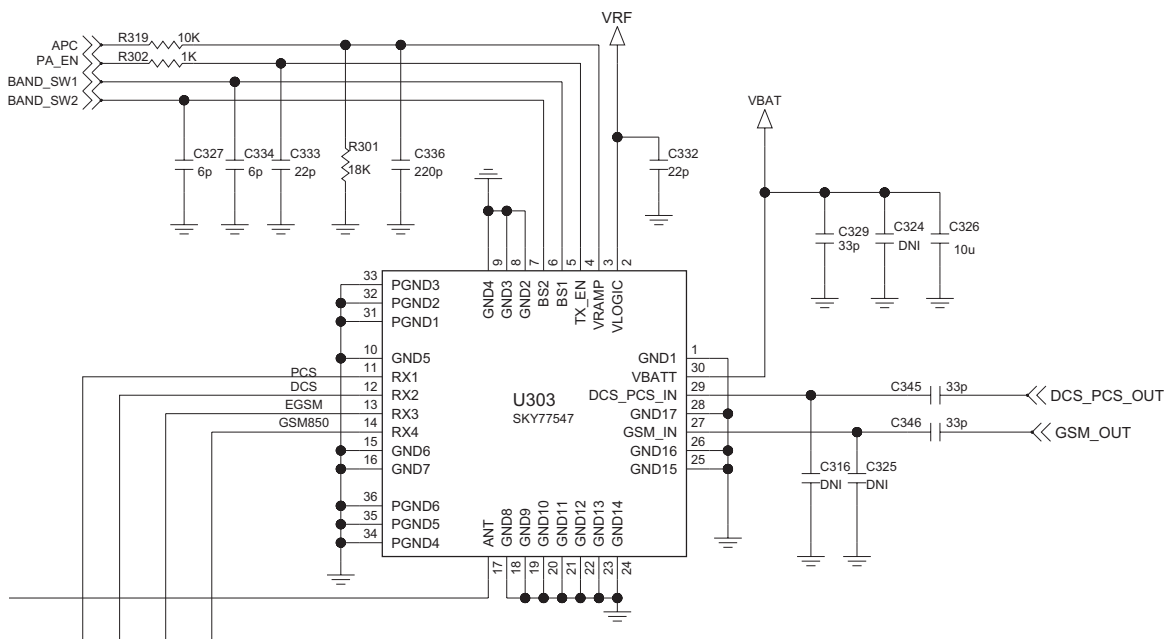 VRF
APC R319 10K
PA_EN R302 1K
BAND_SW1
BAND_SW2
VBAT
C327 6p
C334 6p
C333 22p
R301 18K
C336 220p
C332 22p
C329 33p
C324 DNI
C326 10u
9 8 7 6 5 4 3 2
GND4 GND3 GND2 BS2 BS1 TX_EN VRAMP VLOGIC
33 PGND3
32 PGND2
31 PGND1
10 GND5
PCS 11 RX1
DCS 12 RX2
EGSM 13 RX3
GSM850 14 RX4
15 GND6
16 GND7
36 PGND6
35 PGND5
34 PGND4
U303
SKY77547
GND1 1
VBATT 30
DCS_PCS_IN 29
GND17 28
GSM_IN 27
GND16 26
GND15 25
C345 33p DCS_PCS_OUT
C346 33p GSM_OUT
C316 DNI
C325 DNI
ANT GND8 GND9 GND10 GND11 GND12 GND13 GND14
17 18 19 20 21 22 23 24